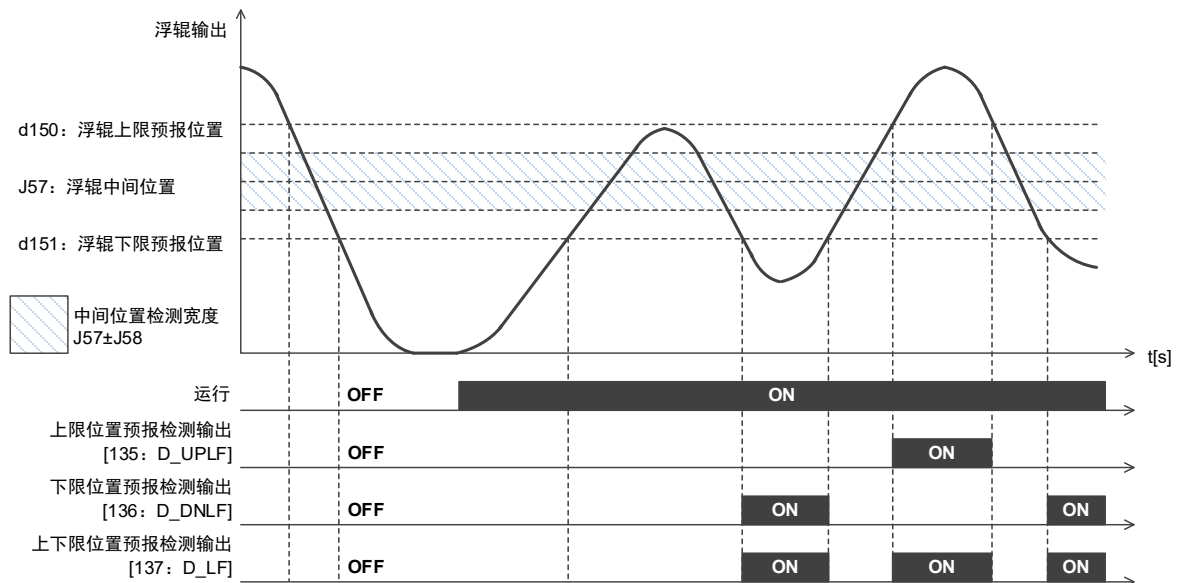 浮辊输出
d150：浮辊上限预报位置
J57：浮辊中间位置
d151：浮辊下限预报位置
中间位置检测宽度
J57±J58
t[s]
运行
OFF
ON
上限位置预报检测输出
[135：D_UPLF]
OFF
ON
下限位置预报检测输出
[136：D_DNLF]
OFF
ON
ON
上下限位置预报检测输出
[137：D_LF]
OFF
ON
ON
ON